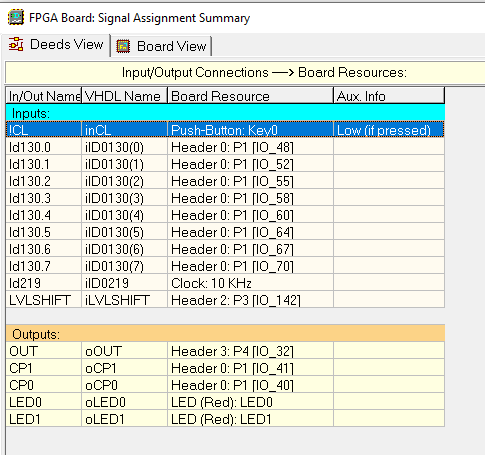 FPGA Board: Signal Assignment Summary
Deeds View Board View
Input/Output Connections —> Board Resources:
In/Out Name VHDL Name Board Resource Aux. Info
Inputs:
!CL inCL Push-Button: Key0 Low (if pressed)
Id130.0 iID0130(0) Header 0: P1 [IO_48]
Id130.1 iID0130(1) Header 0: P1 [IO_52]
Id130.2 iID0130(2) Header 0: P1 [IO_55]
Id130.3 iID0130(3) Header 0: P1 [IO_58]
Id130.4 iID0130(4) Header 0: P1 [IO_60]
Id130.5 iID0130(5) Header 0: P1 [IO_64]
Id130.6 iID0130(6) Header 0: P1 [IO_67]
Id130.7 iID0130(7) Header 0: P1 [IO_70]
Id219 iID0219 Clock: 10 KHz
LVLSHIFT iLVLSHIFT Header 2: P3 [IO_142]
Outputs:
OUT oOUT Header 3: P4 [IO_32]
CP1 oCP1 Header 0: P1 [IO_41]
CP0 oCP0 Header 0: P1 [IO_40]
LED0 oLED0 LED (Red): LED0
LED1 oLED1 LED (Red): LED1